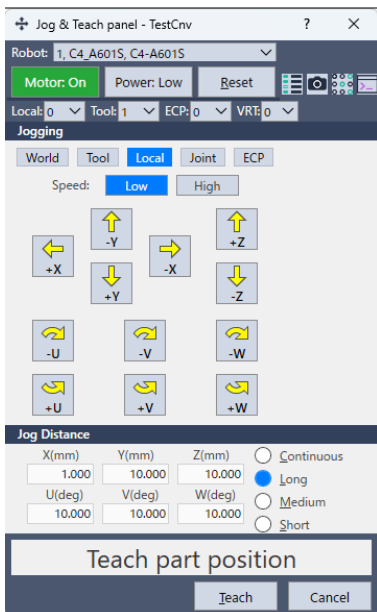 Jog & Teach panel - TestCnv ? ×
Robot: 1, C4_A601S, C4-A601S
Motor: On Power: Low Reset
Local: 0 Tool: 1 ECP: 0 VRT: 0
Jogging
World Tool Local Joint ECP
Speed: Low High
-Y +Z
+X -X
+Y -Z
-U -V -W
+U +V +W
Jog Distance
X(mm) Y(mm) Z(mm) Continuous
1.000 10.000 10.000 Long
U(deg) V(deg) W(deg) Medium
10.000 10.000 10.000 Short
Teach part position
Teach Cancel